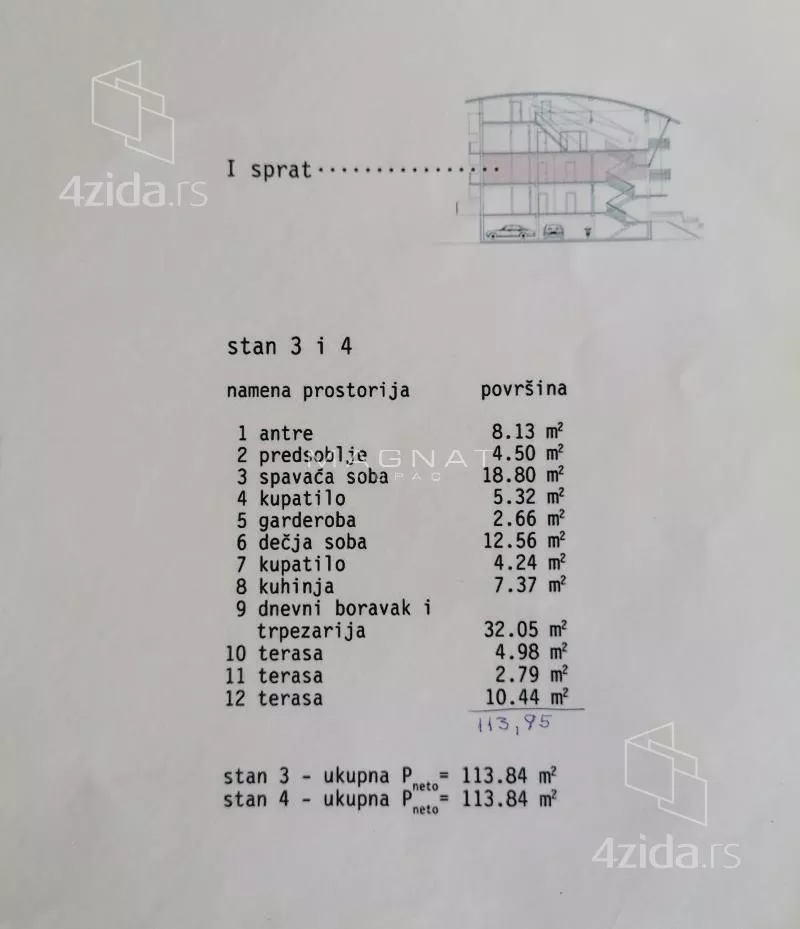 4zida.rs
I sprat.................
stan 3 i 4
namena prostorija površina
1 antre 8.13 m²
2 predsoblje 4.50 m²
MAGNAT
3 spavaća soba 18.80 m²
4 kupatilo 5.32 m²
5 garderoba 2.66 m²
6 dečja soba 12.56 m²
7 kupatilo 4.24 m²
8 kuhinja 7.37 m²
9 dnevni boravak i
trpezarija 32.05 m²
10 terasa 4.98 m²
11 terasa 2.79 m²
12 terasa 10.44 m²
113,95
stan 3 - ukupna Pneto= 113.84 m²
stan 4 - ukupna Pneto= 113.84 m²
4zida.rs